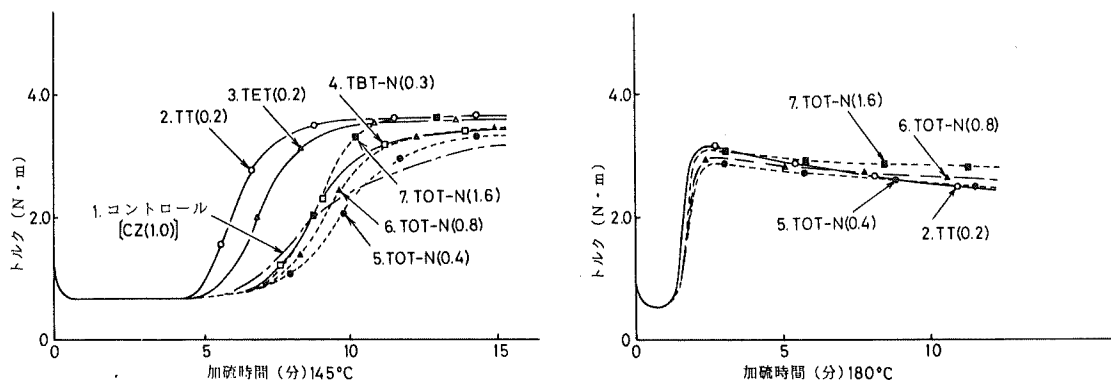 トルク (N・m)
4.0
2.0
0
0
5
10
15
加硫時間 (分) 145°C
1. コントロール
[CZ(1.0)]
2. TT(0.2)
3. TET(0.2)
4. TBT-N(0.3)
7. TOT-N(1.6)
6. TOT-N(0.8)
5. TOT-N(0.4)
トルク (N・m)
4.0
2.0
0
0
5
10
加硫時間 (分) 180°C
7. TOT-N(1.6)
6. TOT-N(0.8)
5. TOT-N(0.4)
2. TT(0.2)